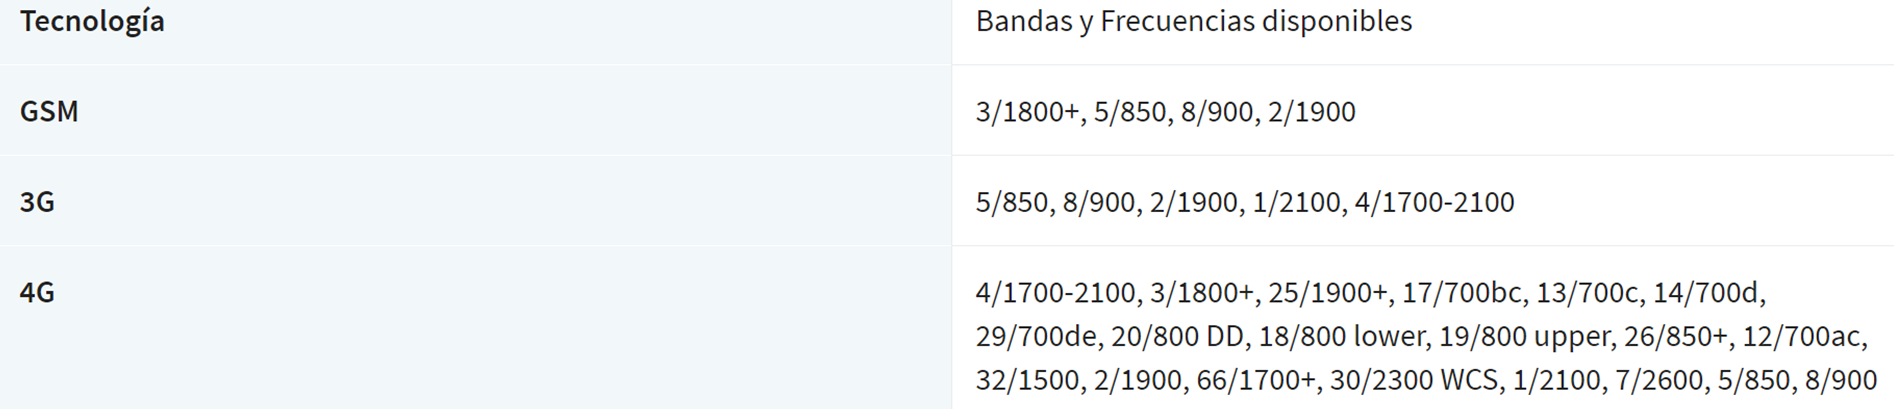 Tecnología
Bandas y Frecuencias disponibles
GSM
3/1800+, 5/850, 8/900, 2/1900
3G
5/850, 8/900, 2/1900, 1/2100, 4/1700-2100
4G
4/1700-2100, 3/1800+, 25/1900+, 17/700bc, 13/700c, 14/700d,
29/700de, 20/800 DD, 18/800 lower, 19/800 upper, 26/850+, 12/700ac,
32/1500, 2/1900, 66/1700+, 30/2300 WCS, 1/2100, 7/2600, 5/850, 8/900